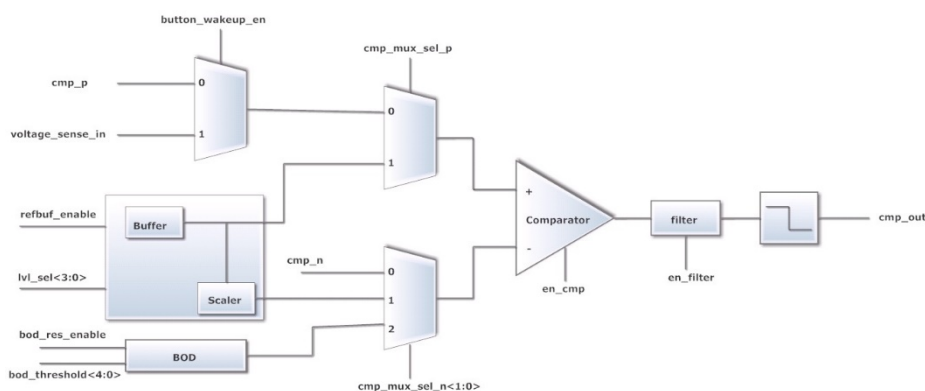 button_wakeup_en
cmp_mux_sel_p
cmp_p
0
0
voltage_sense_in
1
1
refbuf_enable
Buffer
+
Comparator
filter
cmp_out
-
cmp_n
0
lvl_sel<3:0>
Scaler
1
en_cmp
en_filter
2
bod_res_enable
BOD
bod_threshold<4:0>
cmp_mux_sel_n<1:0>